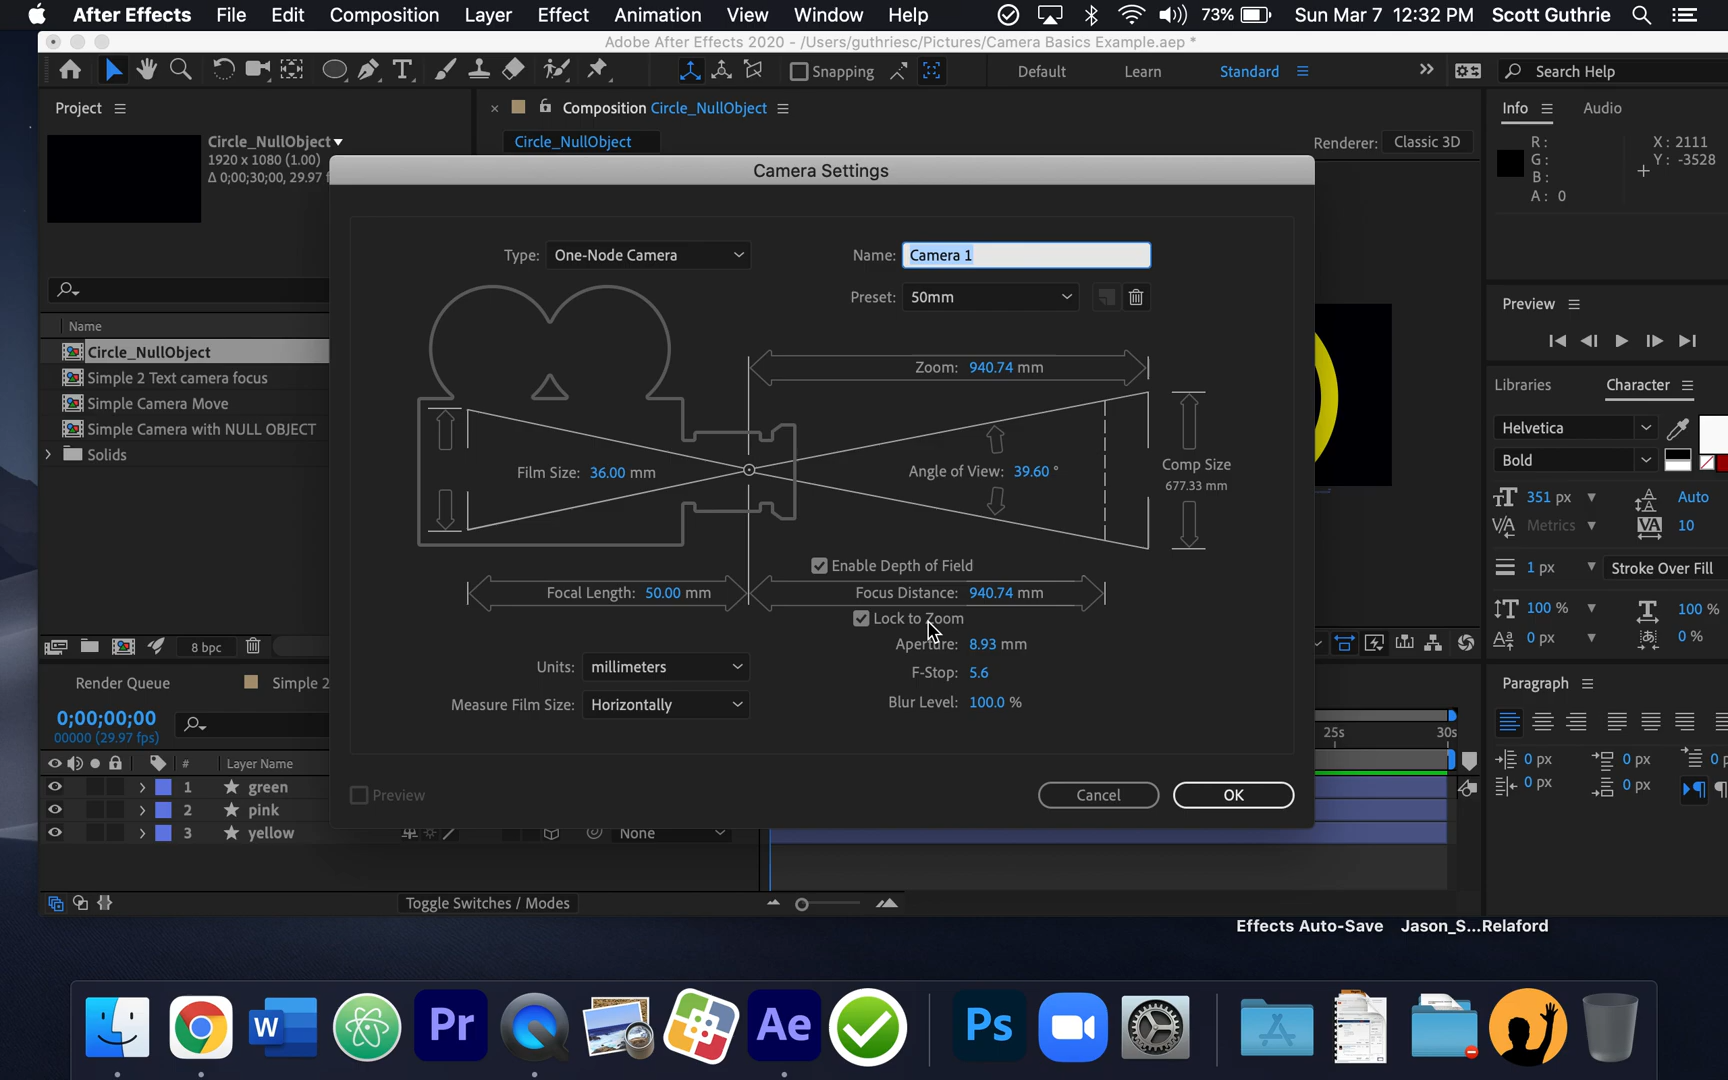 After Effects File Edit Composition Layer Effect Animation View Window Help 73% Sun Mar 7 12:32 PM Scott Guthrie
Adobe After Effects 2020 - /Users/guthriesc/Pictures/Camera Basics Example.aep *
Snapping Default Learn Standard Search Help
Project
Composition Circle_NullObject
Info Audio
Circle_NullObject
1920 x 1080 (1.00)
Δ 0;00;30;00, 29.97 f
Circle_NullObject
Renderer: Classic 3D
R:
G:
B:
A: 0
X: 2111
Y: -3528
Camera Settings
Type: One-Node Camera
Name: Camera 1
Preset: 50mm
Zoom: 940.74 mm
Film Size: 36.00 mm
Angle of View: 39.60 °
Comp Size
677.33 mm
Enable Depth of Field
Focal Length: 50.00 mm
Focus Distance: 940.74 mm
Lock to Zoom
Aperture: 8.93 mm
Units: millimeters
F-Stop: 5.6
Measure Film Size: Horizontally
Blur Level: 100.0 %
Preview
Cancel
OK
Name
Circle_NullObject
Simple 2 Text camera focus
Simple Camera Move
Simple Camera with NULL OBJECT
Solids
8 bpc
Preview
Libraries Character
Helvetica
Bold
351 px Auto
Metrics 10
1 px Stroke Over Fill
100 % 100 %
0 px 0 %
Paragraph
0 px 0 px 0 p
0 px 0 px
Render Queue Simple 2
0;00;00;00
00000 (29.97 fps)
25s 30s
# Layer Name
1 green
2 pink
3 yellow None
Toggle Switches / Modes
Effects Auto-Save Jason_S...Relaford
W Pr Ae Ps